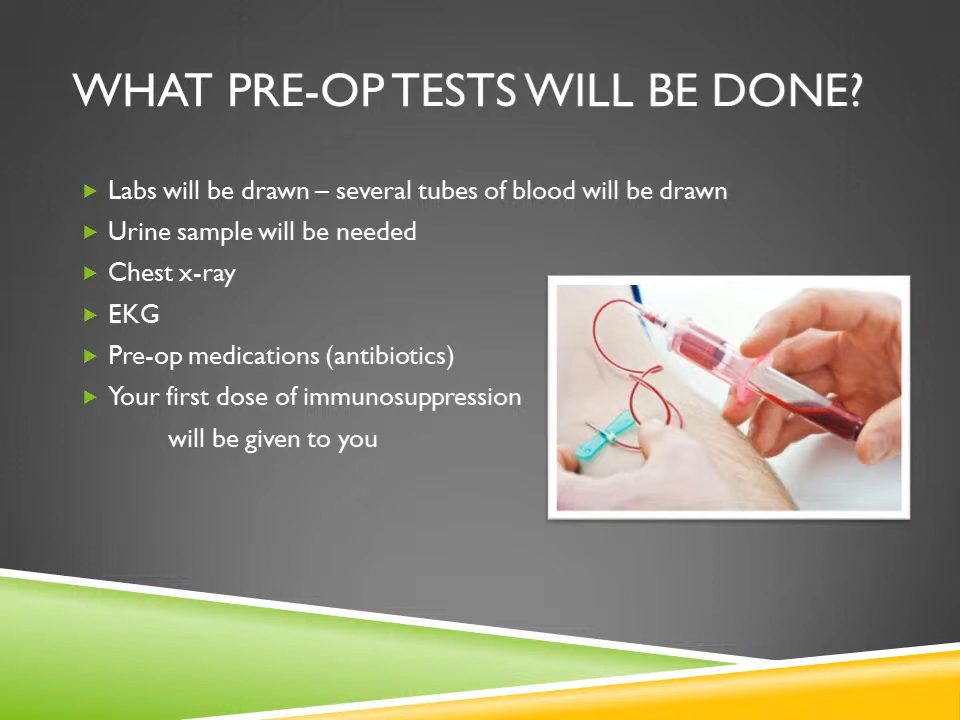 WHAT PRE-OP TESTS WILL BE DONE?
Labs will be drawn – several tubes of blood will be drawn
Urine sample will be needed
Chest x-ray
EKG
Pre-op medications (antibiotics)
Your first dose of immunosuppression
will be given to you